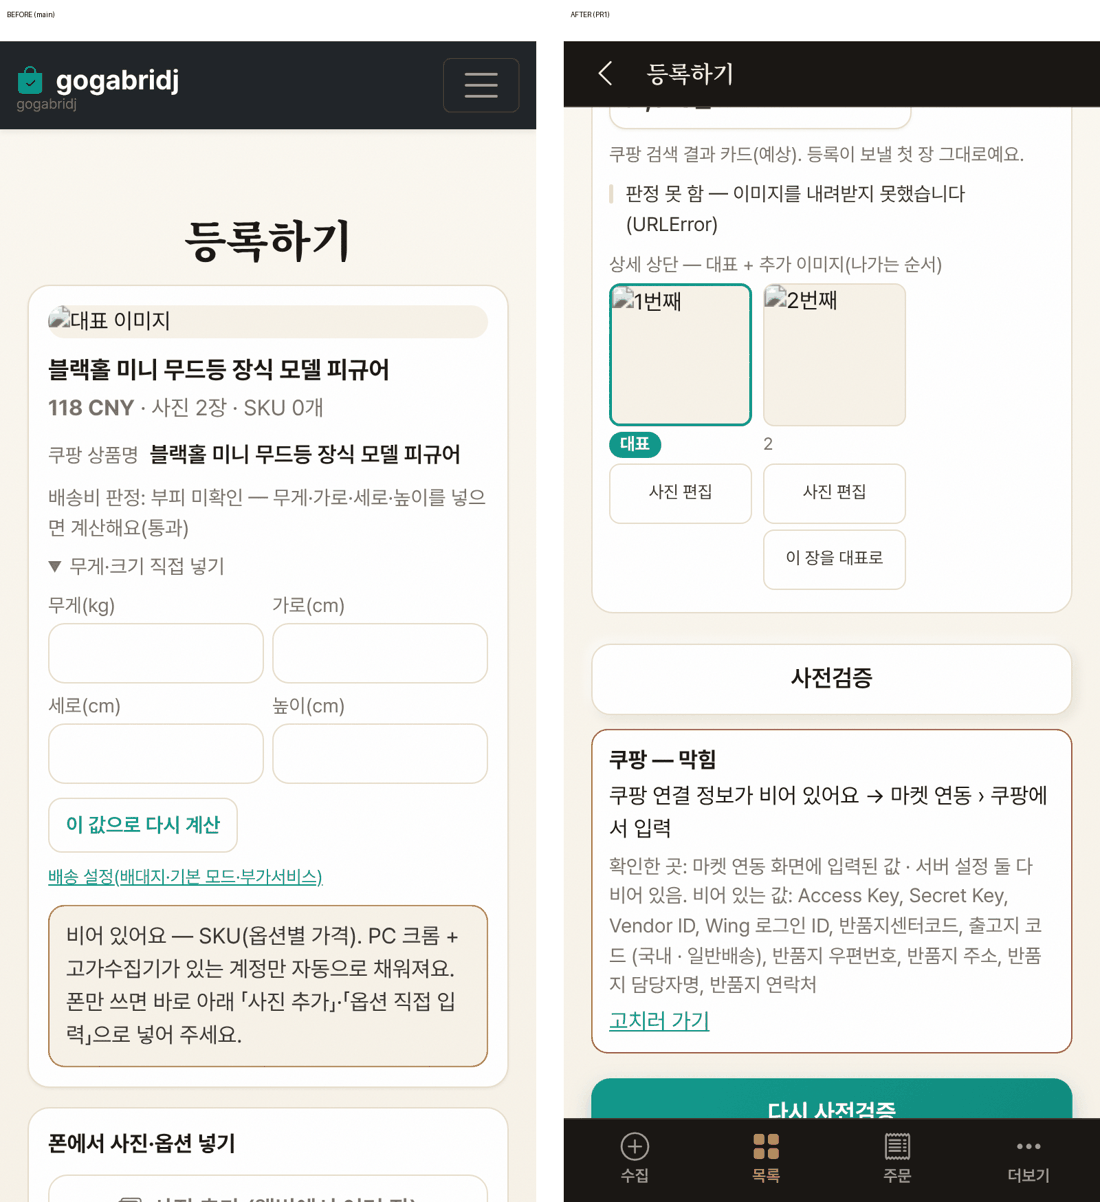 BEFORE (main)
gogabridj
gogabridj
등록하기
대표 이미지
블랙홀 미니 무드등 장식 모델 피규어
118 CNY · 사진 2장 · SKU 0개
쿠팡 상품명 블랙홀 미니 무드등 장식 모델 피규어
배송비 판정: 부피 미확인 — 무게·가로·세로·높이를 넣으
면 계산해요(통과)
▼ 무게·크기 직접 넣기
무게(kg) 가로(cm)
세로(cm) 높이(cm)
이 값으로 다시 계산
배송 설정(배대지·기본 모드·부가서비스)
비어 있어요 — SKU(옵션별 가격). PC 크롬 +
고가수집기가 있는 계정만 자동으로 채워져요.
폰만 쓰면 바로 아래 「사진 추가」·「옵션 직접 입
력」으로 넣어 주세요.
폰에서 사진·옵션 넣기
AFTER (PR1)
등록하기
쿠팡 검색 결과 카드(예상). 등록이 보낼 첫 장 그대로예요.
판정 못 함 — 이미지를 내려받지 못했습니다
(URLError)
상세 상단 — 대표 + 추가 이미지(나가는 순서)
1번째 2번째
대표 2
사진 편집 사진 편집
이 장을 대표로
사전검증
쿠팡 — 막힘
쿠팡 연결 정보가 비어 있어요 → 마켓 연동 › 쿠팡에
서 입력
확인한 곳: 마켓 연동 화면에 입력된 값 · 서버 설정 둘 다
비어 있음. 비어 있는 값: Access Key, Secret Key,
Vendor ID, Wing 로그인 ID, 반품지센터코드, 출고지 코
드 (국내 · 일반배송), 반품지 우편번호, 반품지 주소, 반품
지 담당자명, 반품지 연락처
고치러 가기
다시 사전검증
수집 목록 주문 더보기